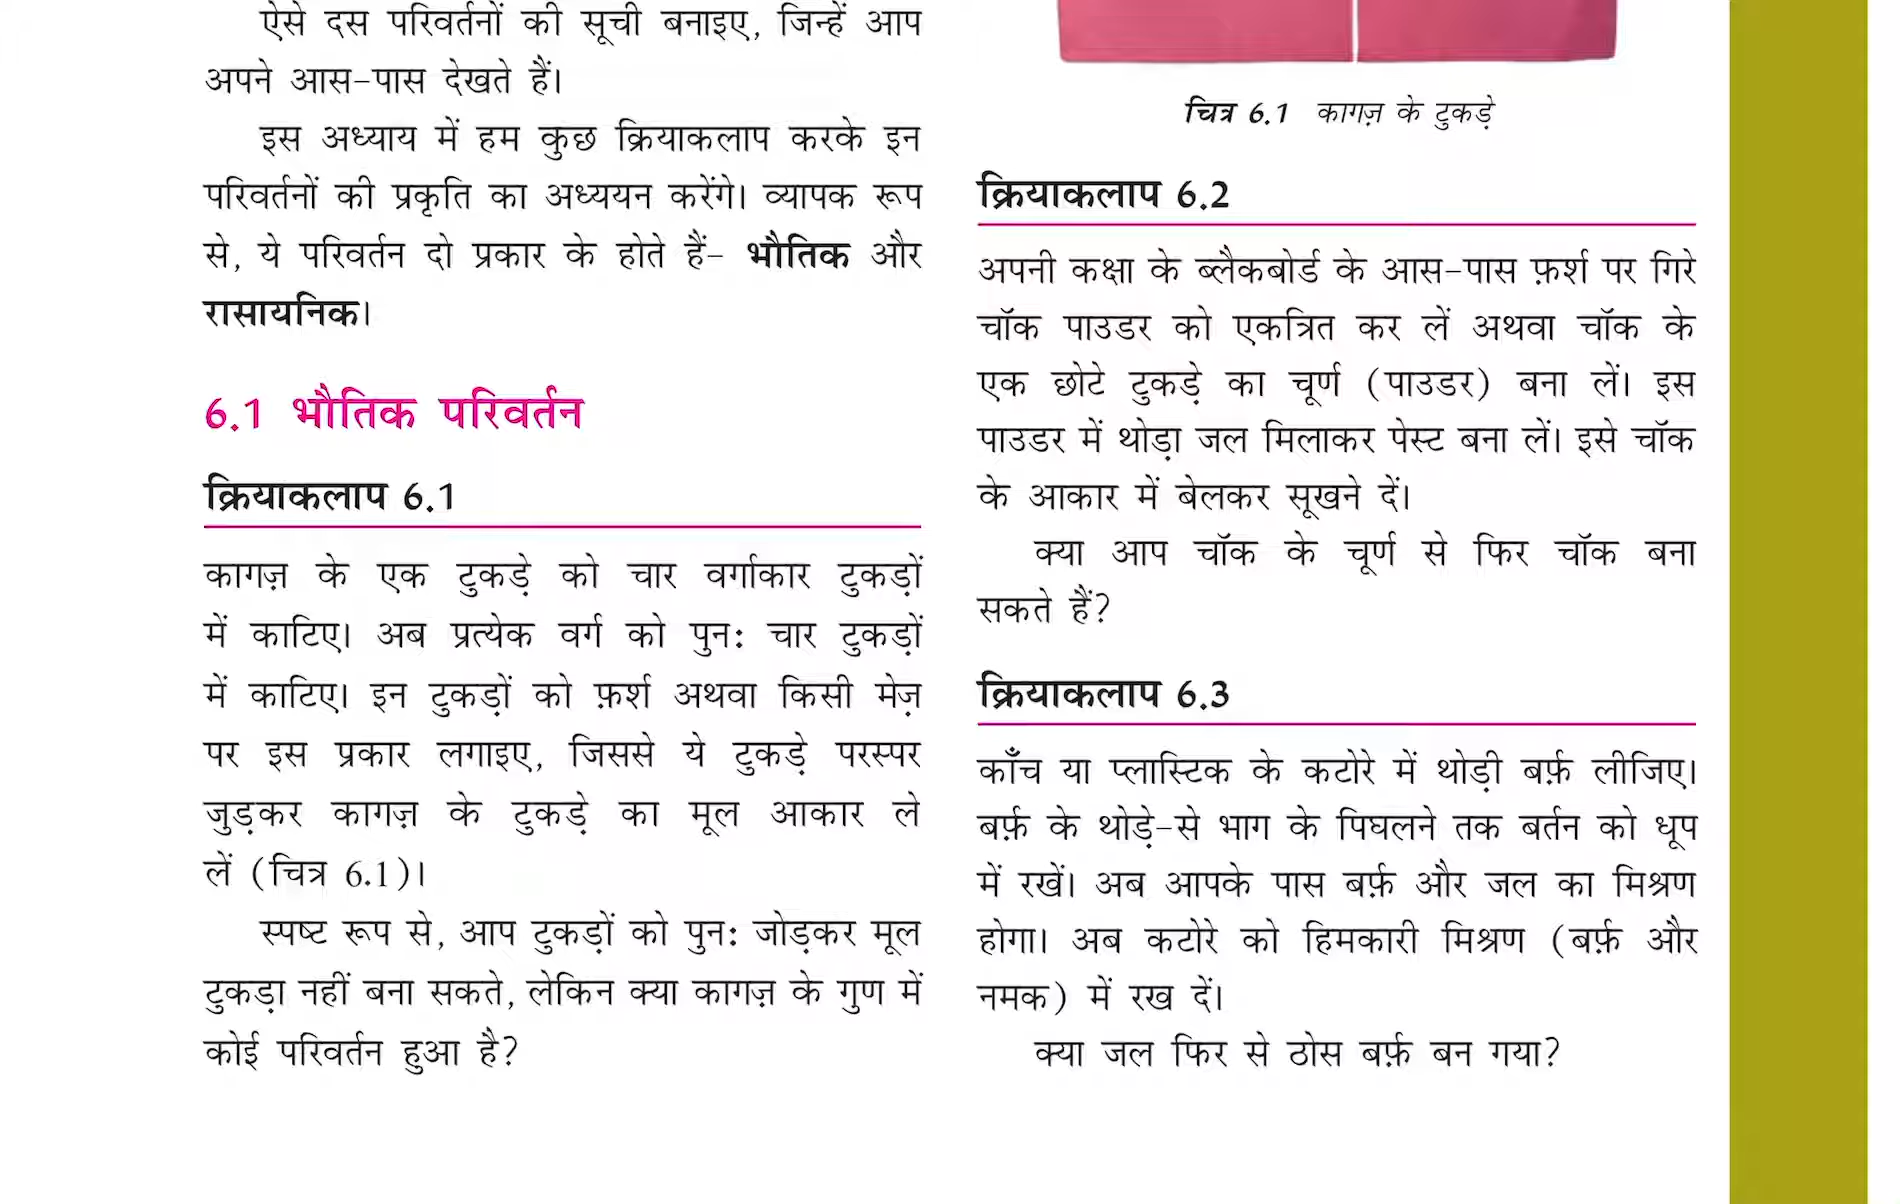 ऐसे दस परिवर्तनों की सूची बनाइए, जिन्हें आप
अपने आस-पास देखते हैं।
इस अध्याय में हम कुछ क्रियाकलाप करके इन
परिवर्तनों की प्रकृति का अध्ययन करेंगे। व्यापक रूप
से, ये परिवर्तन दो प्रकार के होते हैं- भौतिक और
रासायनिक।
6.1 भौतिक परिवर्तन
क्रियाकलाप 6.1
कागज़ के एक टुकड़े को चार वर्गाकार टुकड़ों
में काटिए। अब प्रत्येक वर्ग को पुनः चार टुकड़ों
में काटिए। इन टुकड़ों को फ़र्श अथवा किसी मेज़
पर इस प्रकार लगाइए, जिससे ये टुकड़े परस्पर
जुड़कर कागज़ के टुकड़े का मूल आकार ले
लें (चित्र 6.1)।
स्पष्ट रूप से, आप टुकड़ों को पुनः जोड़कर मूल
टुकड़ा नहीं बना सकते, लेकिन क्या कागज़ के गुण में
कोई परिवर्तन हुआ है?
चित्र 6.1 कागज़ के टुकड़े
क्रियाकलाप 6.2
अपनी कक्षा के ब्लैकबोर्ड के आस-पास फ़र्श पर गिरे
चॉक पाउडर को एकत्रित कर लें अथवा चॉक के
एक छोटे टुकड़े का चूर्ण (पाउडर) बना लें। इस
पाउडर में थोड़ा जल मिलाकर पेस्ट बना लें। इसे चॉक
के आकार में बेलकर सूखने दें।
क्या आप चॉक के चूर्ण से फिर चॉक बना
सकते हैं?
क्रियाकलाप 6.3
काँच या प्लास्टिक के कटोरे में थोड़ी बर्फ़ लीजिए।
बर्फ़ के थोड़े-से भाग के पिघलने तक बर्तन को धूप
में रखें। अब आपके पास बर्फ़ और जल का मिश्रण
होगा। अब कटोरे को हिमकारी मिश्रण (बर्फ़ और
नमक) में रख दें।
क्या जल फिर से ठोस बर्फ़ बन गया?